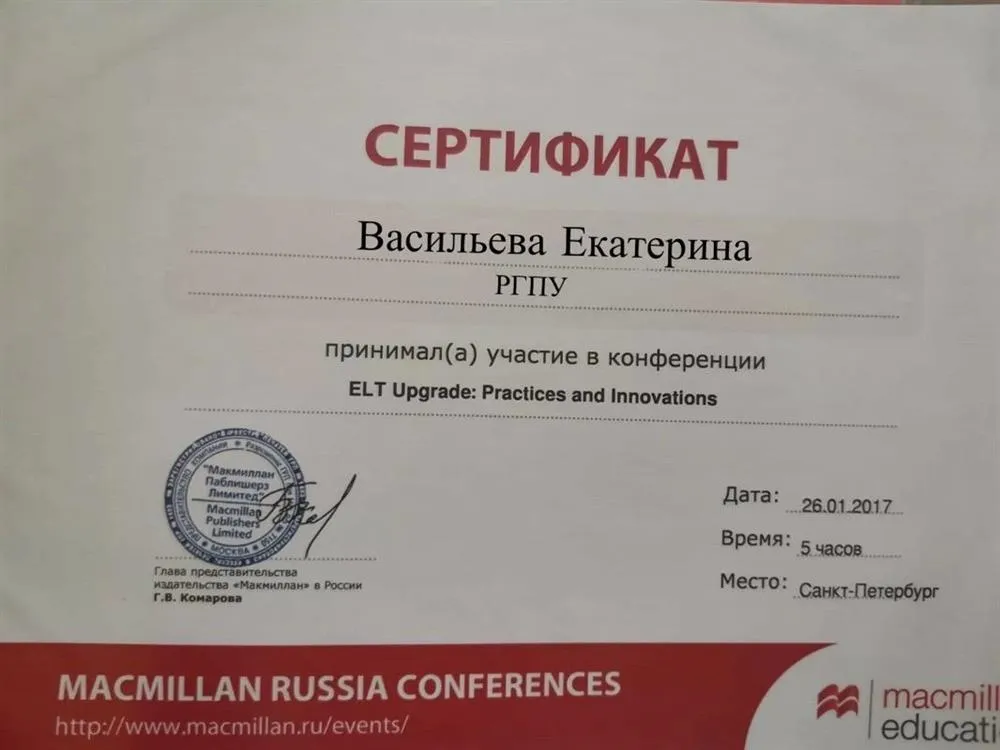 СЕРТИФИКАТ
Васильева Екатерина
РГПУ
принимал(а) участие в конференции
ELT Upgrade: Practices and Innovations
"Макмиллан
Паблишерз
Лимитед"
Macmillan
Publishers
Limited
МОСКВА
Глава представительства
издательства «Макмиллан» в России
Г.В. Комарова
Дата: 26.01.2017
Время: 5 часов
Место: Санкт-Петербург
MACMILLAN RUSSIA CONFERENCES
http://www.macmillan.ru/events/
macmill
educati